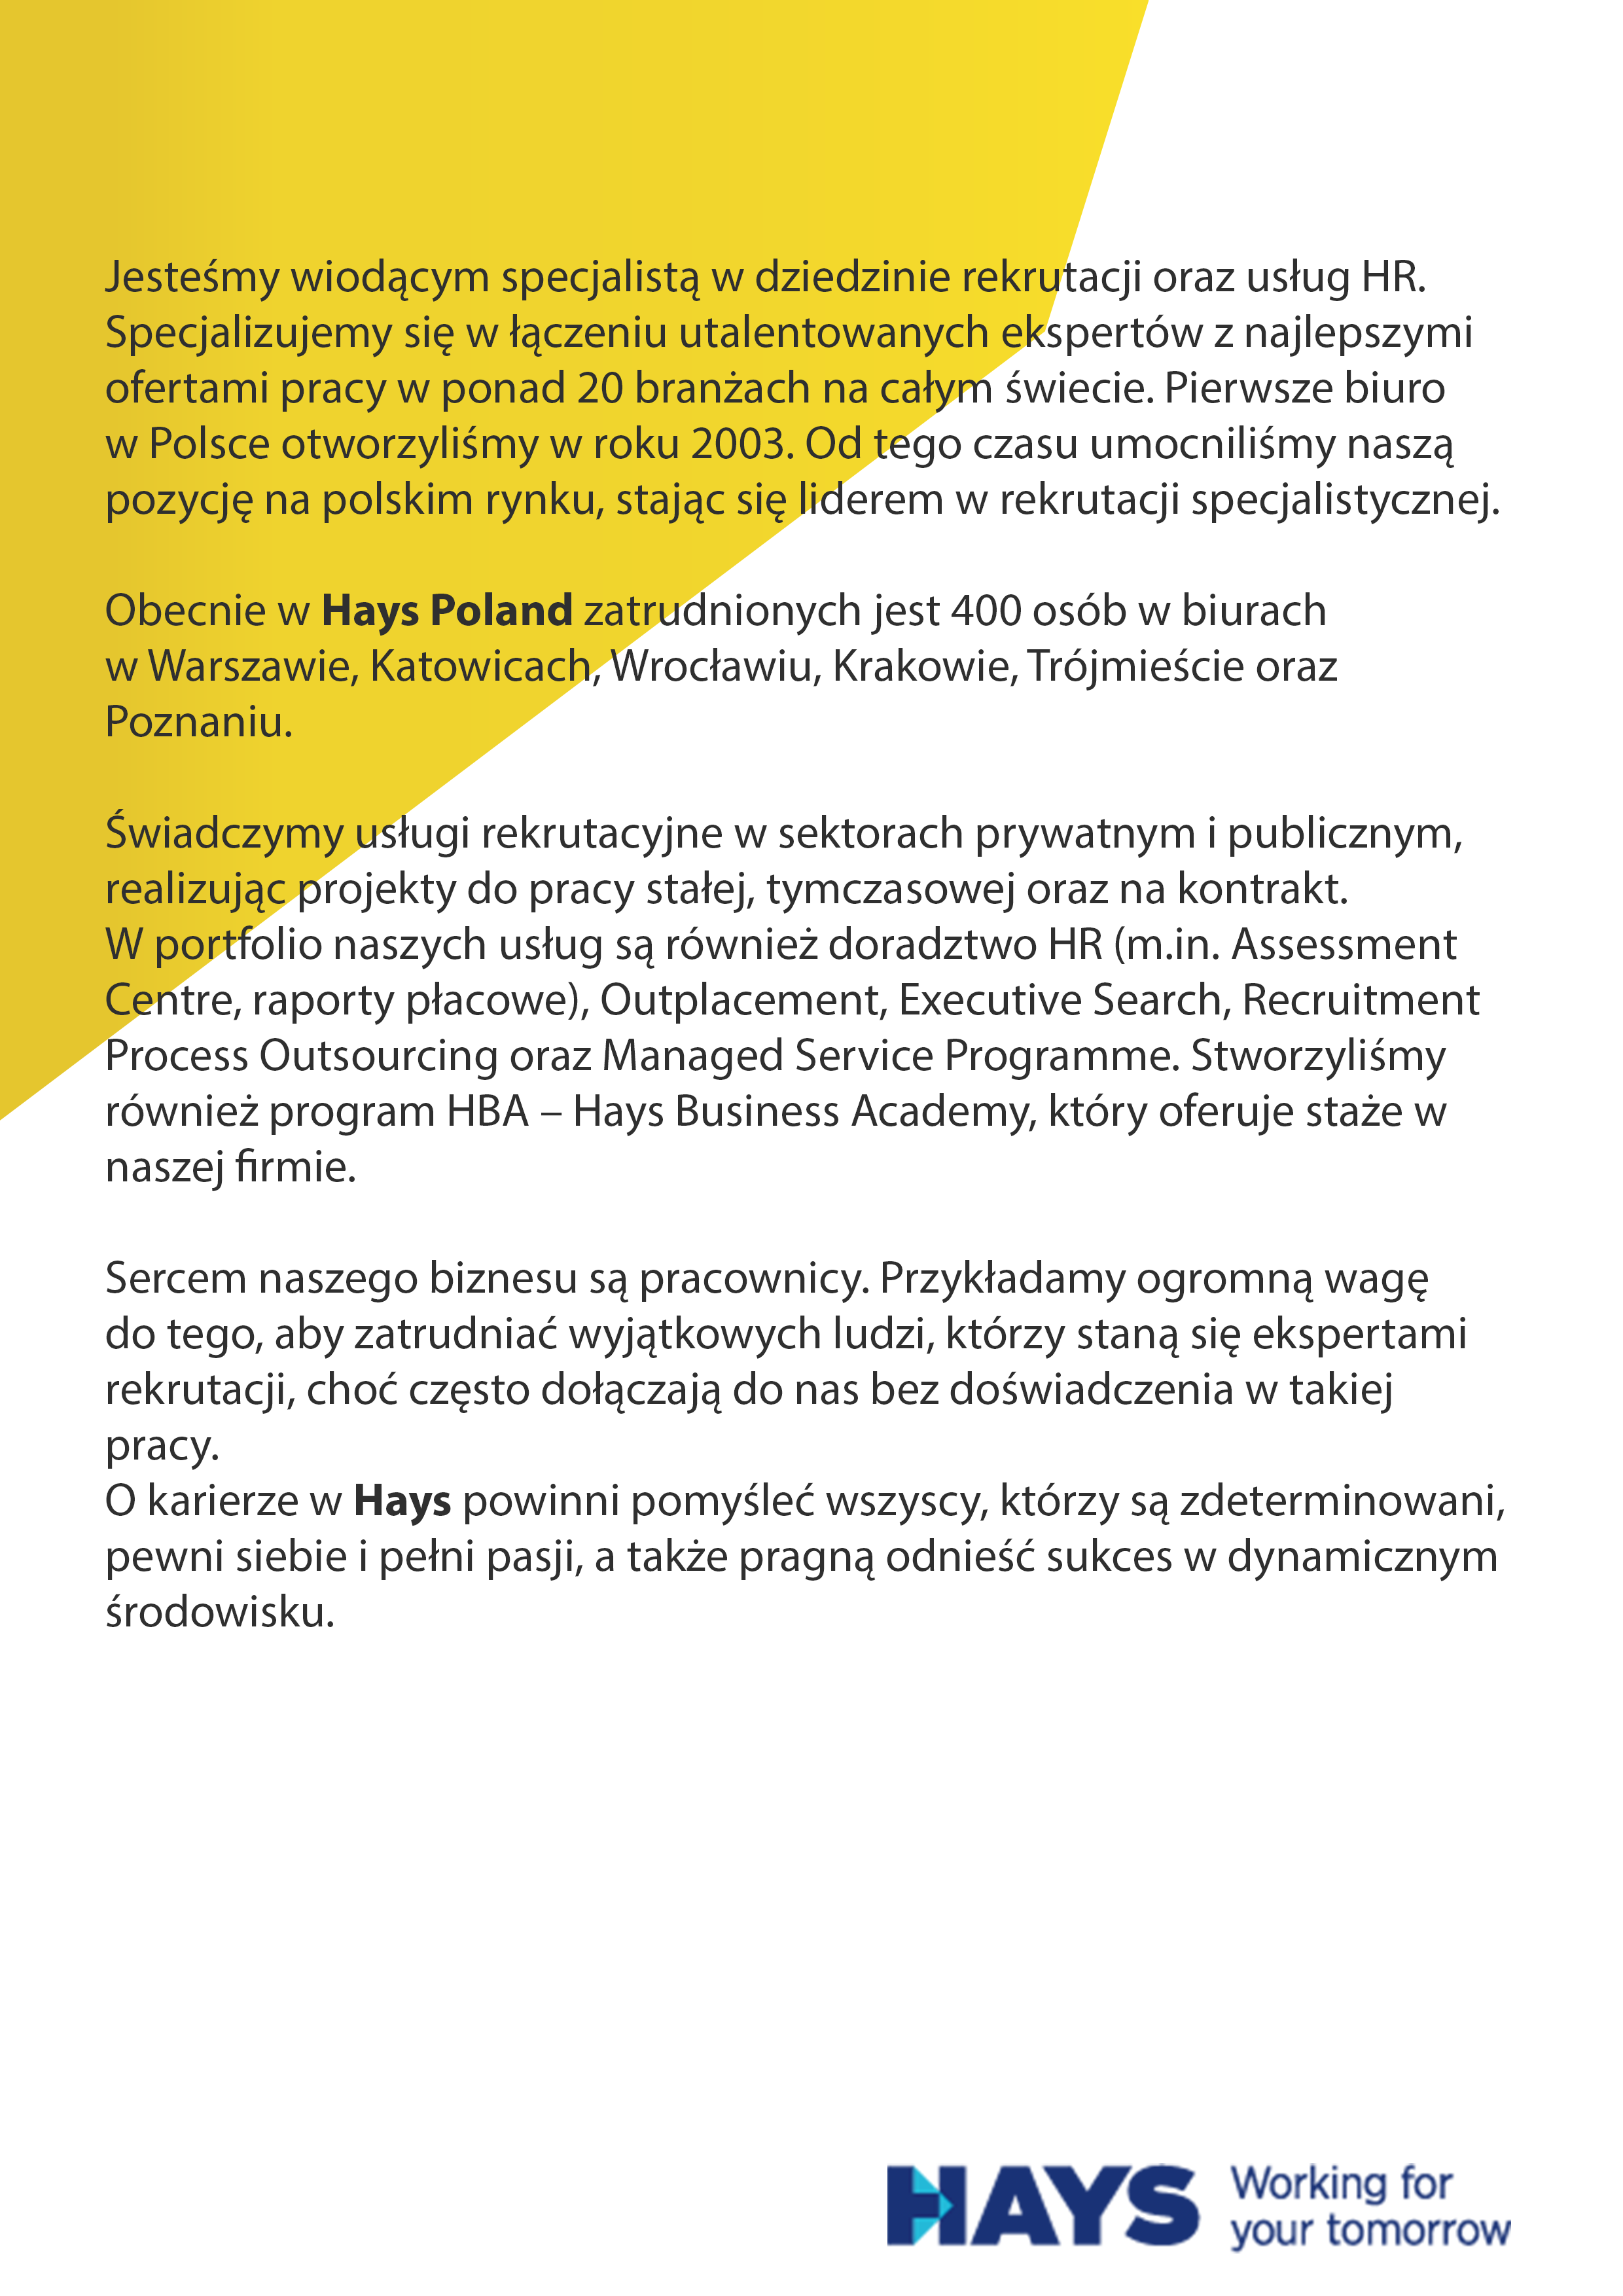 Jesteśmy wiodącym specjalistą w dziedzinie rekrutacji oraz usług HR.
Specjalizujemy się w łączeniu utalentowanych ekspertów z najlepszymi
ofertami pracy w ponad 20 branżach na całym świecie. Pierwsze biuro
w Polsce otworzyliśmy w roku 2003. Od tego czasu umocniliśmy naszą
pozycję na polskim rynku, stając się liderem w rekrutacji specjalistycznej.

Obecnie w Hays Poland zatrudnionych jest 400 osób w biurach
w Warszawie, Katowicach, Wrocławiu, Krakowie, Trójmieście oraz
Poznaniu.

Świadczymy usługi rekrutacyjne w sektorach prywatnym i publicznym,
realizując projekty do pracy stałej, tymczasowej oraz na kontrakt.
W portfolio naszych usług są również doradztwo HR (m.in. Assessment
Centre, raporty płacowe), Outplacement, Executive Search, Recruitment
Process Outsourcing oraz Managed Service Programme. Stworzyliśmy
również program HBA – Hays Business Academy, który oferuje staże w
naszej firmie.

Sercem naszego biznesu są pracownicy. Przykładamy ogromną wagę
do tego, aby zatrudniać wyjątkowych ludzi, którzy staną się ekspertami
rekrutacji, choć często dołączają do nas bez doświadczenia w takiej
pracy.
O karierze w Hays powinni pomyśleć wszyscy, którzy są zdeterminowani,
pewni siebie i pełni pasji, a także pragną odnieść sukces w dynamicznym
środowisku.

HAYS Working for
your tomorrow